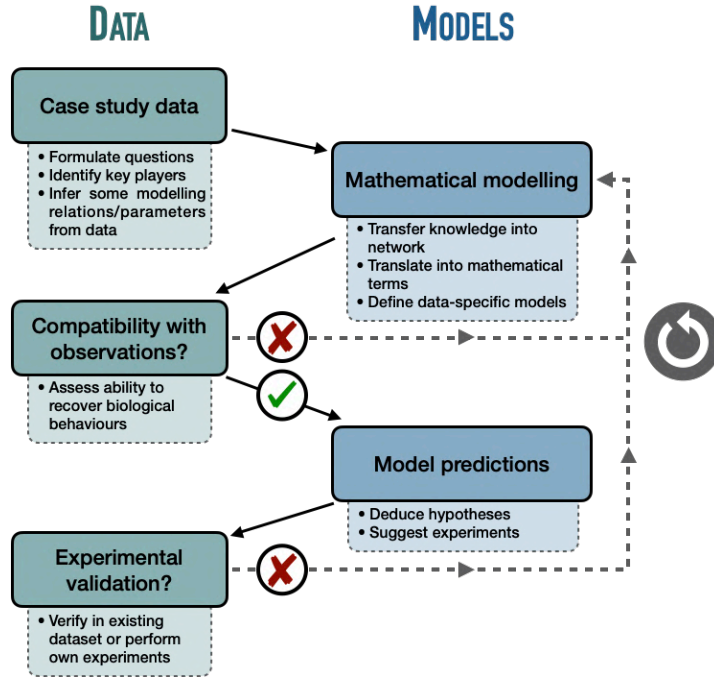 DATA
MODELS
Case study data
• Formulate questions
• Identify key players
• Infer some modelling
relations/parameters
from data
Mathematical modelling
• Transfer knowledge into
network
• Translate into mathematical
terms
• Define data-specific models
Compatibility with
observations?
• Assess ability to
recover biological
behaviours
Model predictions
• Deduce hypotheses
• Suggest experiments
Experimental
validation?
• Verify in existing
dataset or perform
own experiments